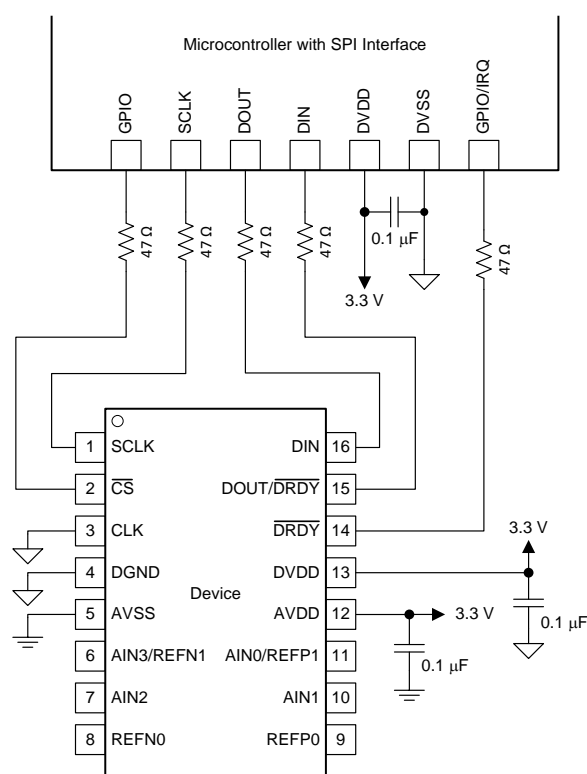 Microcontroller with SPI Interface
GPIO
SCLK
DOUT
DIN
DVDD
DVSS
GPIO/IRQ
47 Ω
47 Ω
47 Ω
47 Ω
0.1 μF
47 Ω
3.3 V
1 SCLK
DIN 16
2 CS
DOUT/DRDY 15
3 CLK
DRDY 14
3.3 V
4 DGND
DVDD 13
Device
5 AVSS
AVDD 12
3.3 V
0.1 μF
6 AIN3/REFN1
AIN0/REFP1 11
0.1 μF
7 AIN2
AIN1 10
8 REFN0
REFP0 9